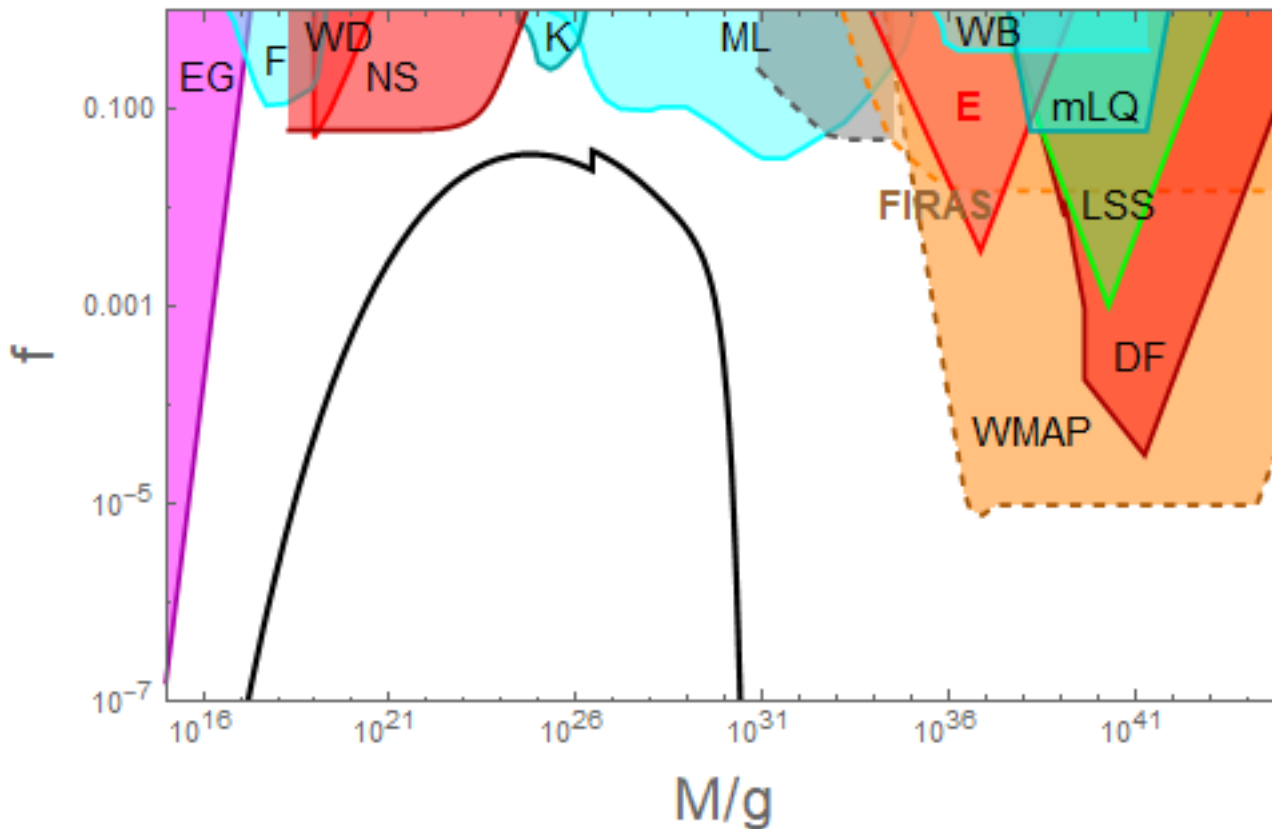 WD
K
ML
WB
F
EG
NS
0.100
E
mLQ
FIRAS
LSS
0.001
f
DF
WMAP
10^-5
10^-7
10^16
10^21
10^26
10^31
10^36
10^41
M/g